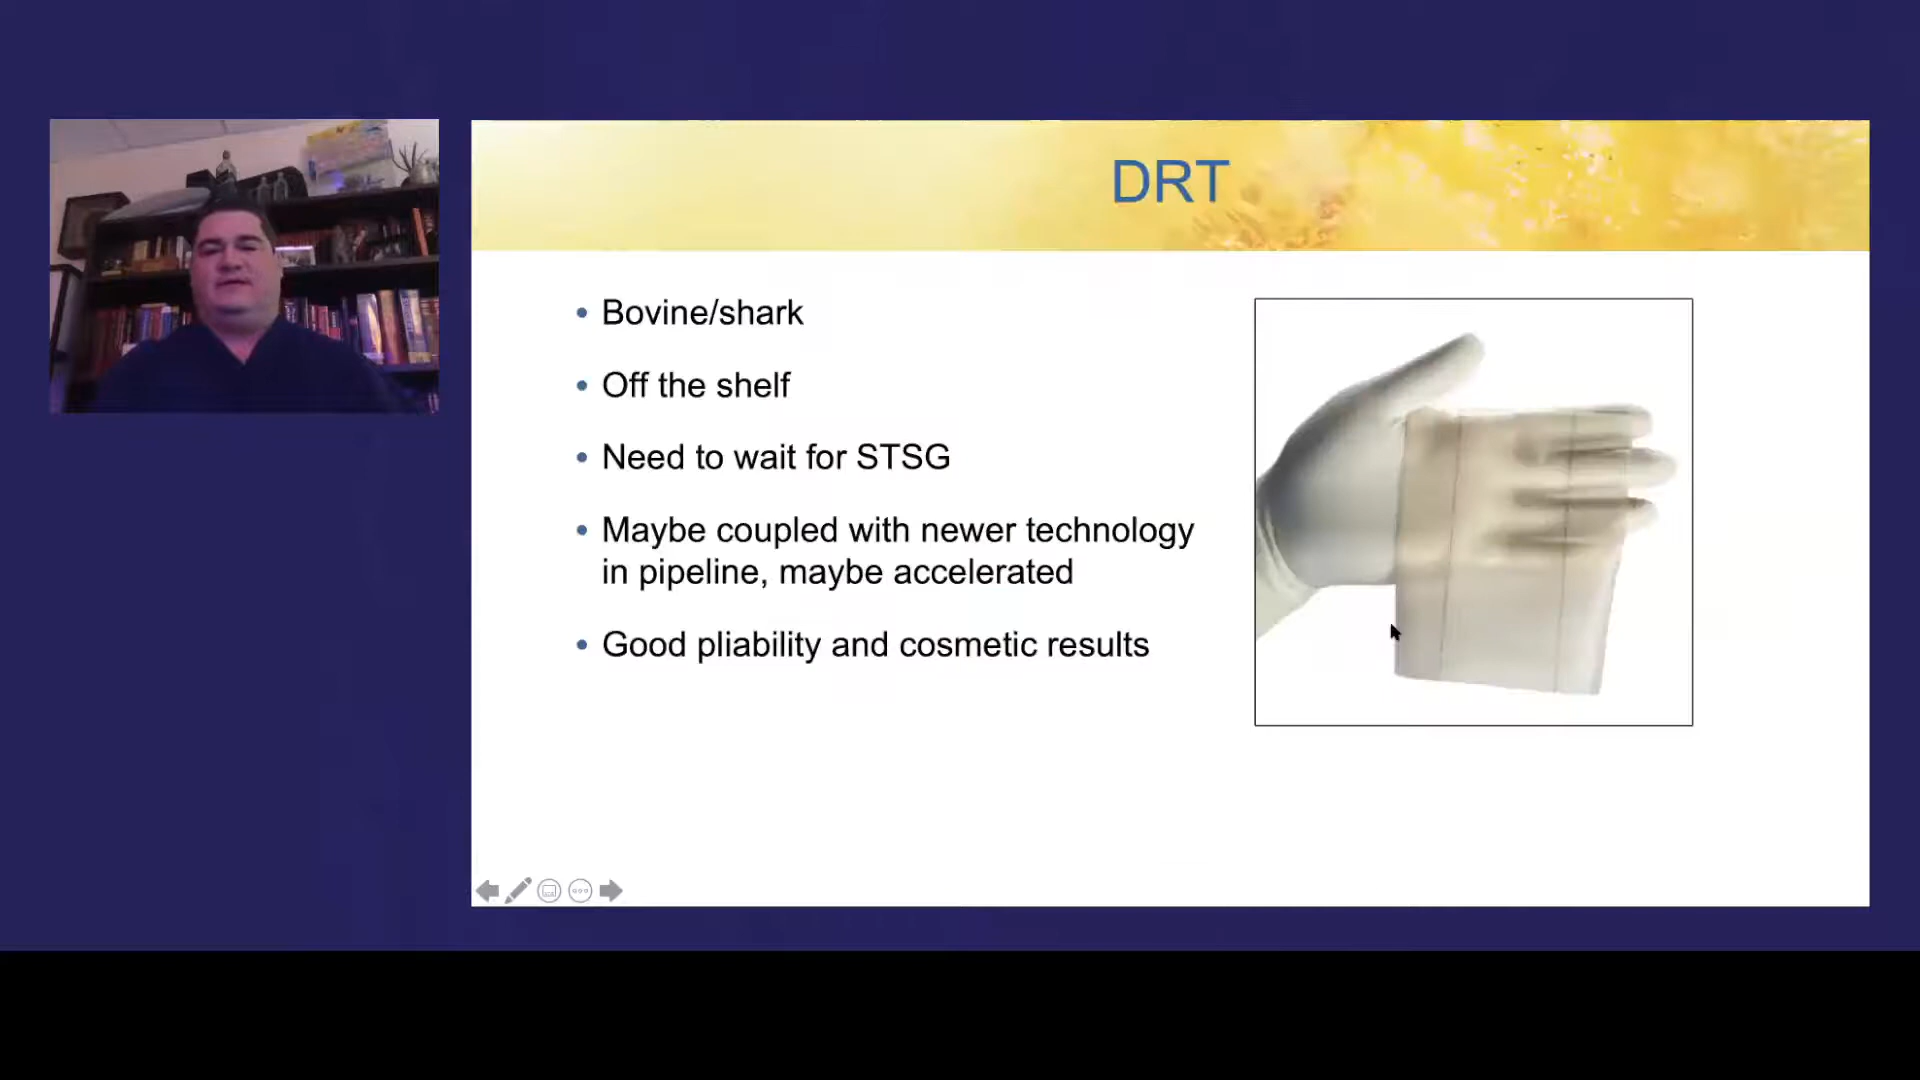 DRT
• Bovine/shark
• Off the shelf
• Need to wait for STSG
• Maybe coupled with newer technology
in pipeline, maybe accelerated
• Good pliability and cosmetic results